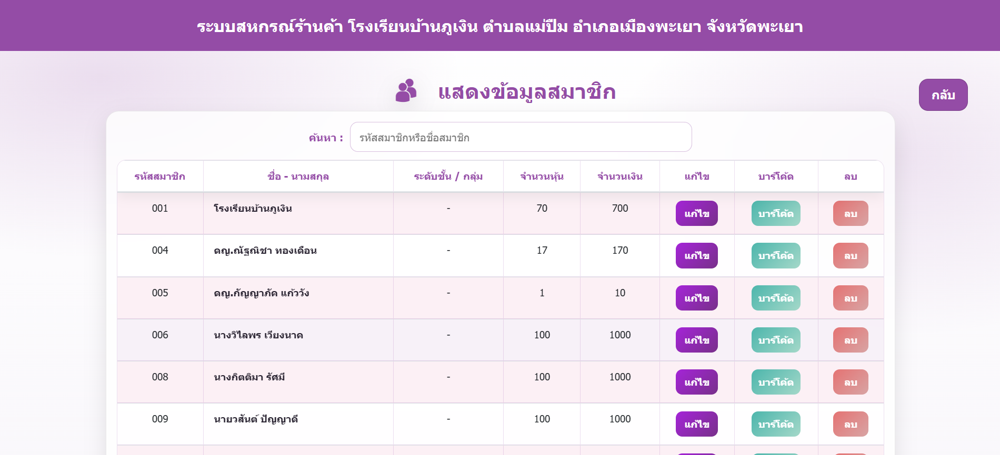 ระบบสหกรณ์ร้านค้า โรงเรียนบ้านภูเงิน ตำบลแม่ปืม อำเภอเมืองพะเยา จังหวัดพะเยา
แสดงข้อมูลสมาชิก
กลับ
ค้นหา : รหัสสมาชิกหรือชื่อสมาชิก
รหัสสมาชิก ชื่อ - นามสกุล ระดับชั้น / กลุ่ม จำนวนหุ้น จำนวนเงิน แก้ไข บาร์โค้ด ลบ
001 โรงเรียนบ้านภูเงิน - 70 700 แก้ไข บาร์โค้ด ลบ
004 ดญ.ณัฐณิชา ทองเดือน - 17 170 แก้ไข บาร์โค้ด ลบ
005 ดญ.กัญญาภัค แก้ววัง - 1 10 แก้ไข บาร์โค้ด ลบ
006 นางวิไลพร เวียงนาค - 100 1000 แก้ไข บาร์โค้ด ลบ
008 นางกิตติมา รัศมี - 100 1000 แก้ไข บาร์โค้ด ลบ
009 นายวสันต์ ปัญญาดี - 100 1000 แก้ไข บาร์โค้ด ลบ